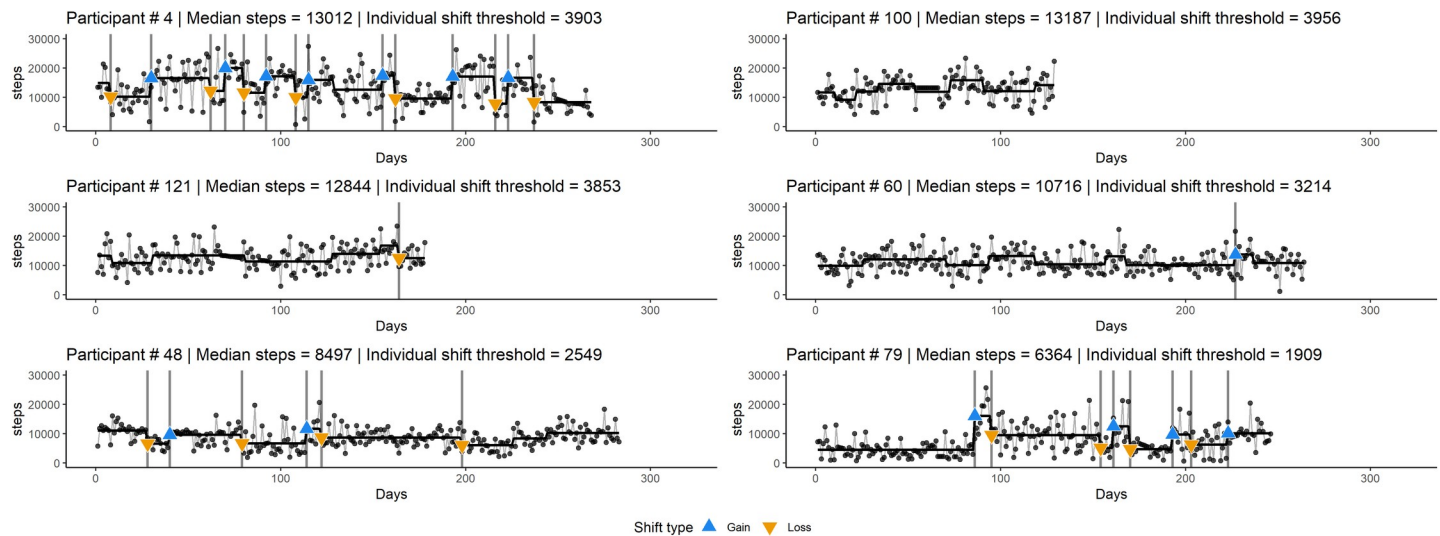 Participant # 4 | Median steps = 13012 | Individual shift threshold = 3903
30000
20000
10000
0
steps
0 100 200 300
Days
Participant # 100 | Median steps = 13187 | Individual shift threshold = 3956
30000
20000
10000
0
steps
0 100 200 300
Days
Participant # 121 | Median steps = 12844 | Individual shift threshold = 3853
30000
20000
10000
0
steps
0 100 200 300
Days
Participant # 60 | Median steps = 10716 | Individual shift threshold = 3214
30000
20000
10000
0
steps
0 100 200 300
Days
Participant # 48 | Median steps = 8497 | Individual shift threshold = 2549
30000
20000
10000
0
steps
0 100 200 300
Days
Participant # 79 | Median steps = 6364 | Individual shift threshold = 1909
30000
20000
10000
0
steps
0 100 200 300
Days
Shift type Gain Loss